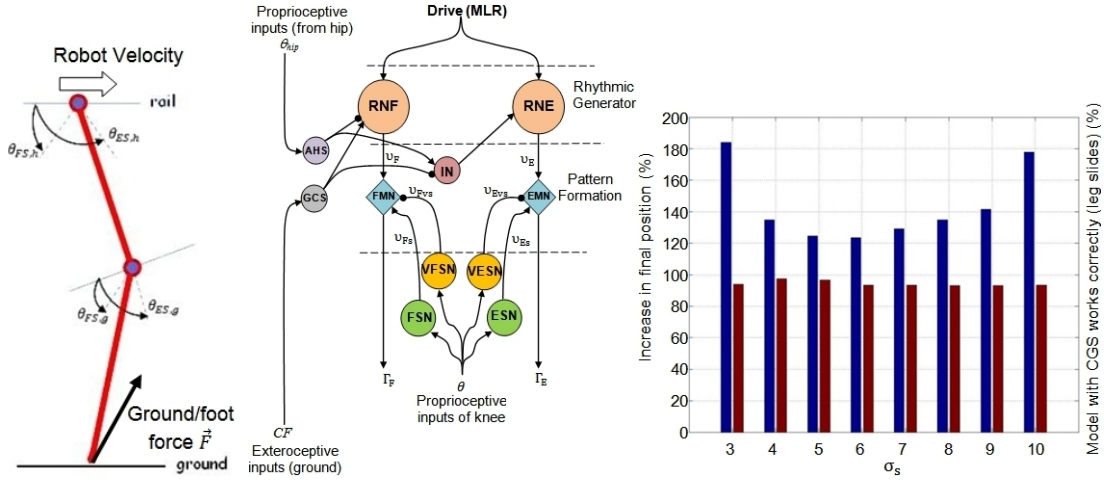 Robot Velocity
rail
θFS,h
θES,h
θFS,g
θES,g
Ground/foot
force F⃗
ground
Proprioceptive
inputs (from hip)
θhip
Drive (MLR)
RNF
RNE
Rhythmic
Generator
AHS
IN
GCS
υF
υE
FMN
υFvs
υEvs
EMN
Pattern
Formation
υFs
υEs
VFSN
VESN
FSN
ESN
ΓF
θ
ΓE
Proprioceptive
inputs of knee
CF
Exteroceptive
inputs (ground)
Increase in final position (%)
200
180
160
140
120
100
80
60
40
20
0
3 4 5 6 7 8 9 10
σs
Model with CGS works correctly (leg slides) (%)